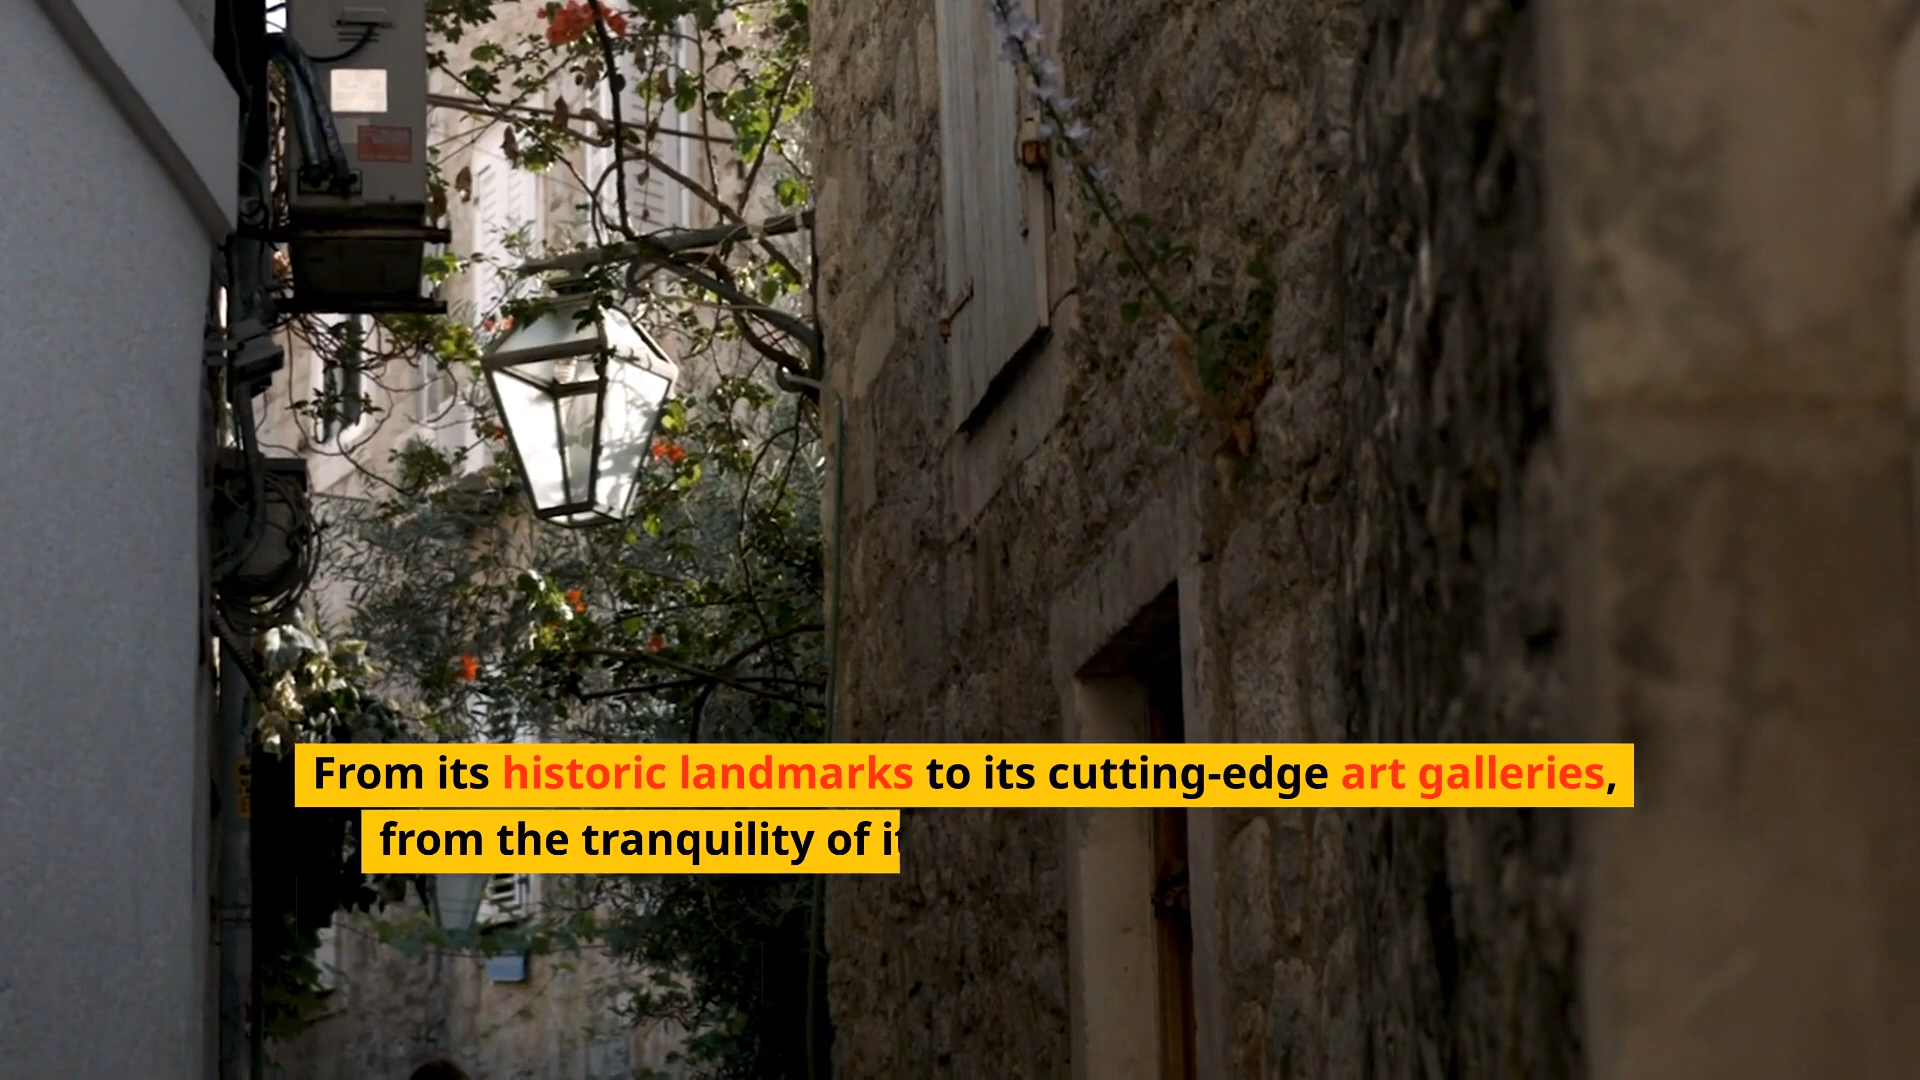 From its historic landmarks to its cutting-edge art galleries,
from the tranquility of